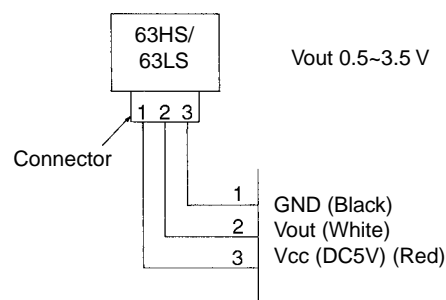 63HS/
63LS
Vout 0.5~3.5 V
1 2 3
Connector
1
GND (Black)
2
Vout (White)
3
Vcc (DC5V) (Red)